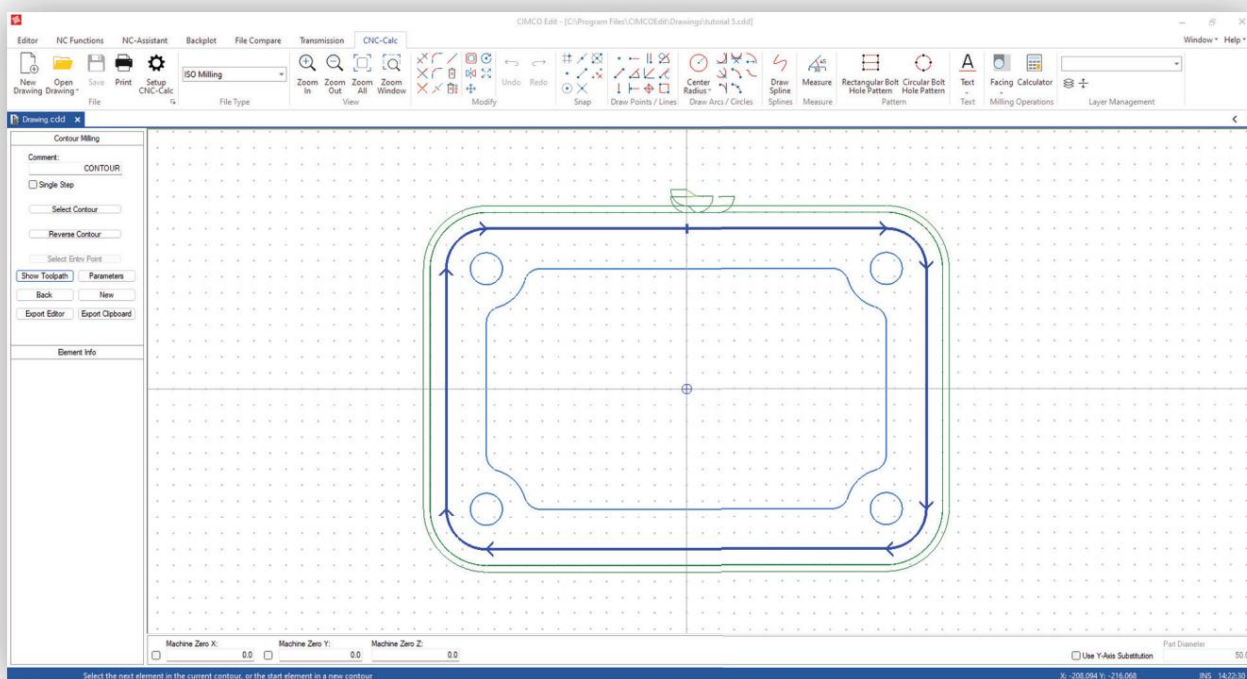 CIMCO Edit - [C:\Program Files\CIMCOEdit\Drawings\tutorial 5.cdd]
Editor NC Functions NC-Assistant Backplot File Compare Transmission CNC-Calc Window Help
New Drawing Open Drawing Save Print Setup CNC-Calc
ISO Milling
Zoom In Zoom Out Zoom All Zoom Window
Undo Redo
Center Radius Draw Spline Measure Rectangular Bolt Hole Pattern Circular Bolt Hole Pattern
A Text Facing Calculator
File File Type View Modify Snap Draw Points / Lines Draw Arcs / Circles Splines Measure Pattern Text Milling Operations Layer Management
Drawing.cdd
Contour Milling
Comment:
CONTOUR
Single Step
Select Contour
Reverse Contour
Select Entry Point
Show Toolpath Parameters
Back New
Export Editor Export Clipboard
Element Info
Machine Zero X: Machine Zero Y: Machine Zero Z: Part Diameter
0.0 0.0 0.0 Use Y-Axis Substitution 50.0
Select the next element in the current contour, or the start element in a new contour X: -208.094 Y: -216.068 INS 14:22:30